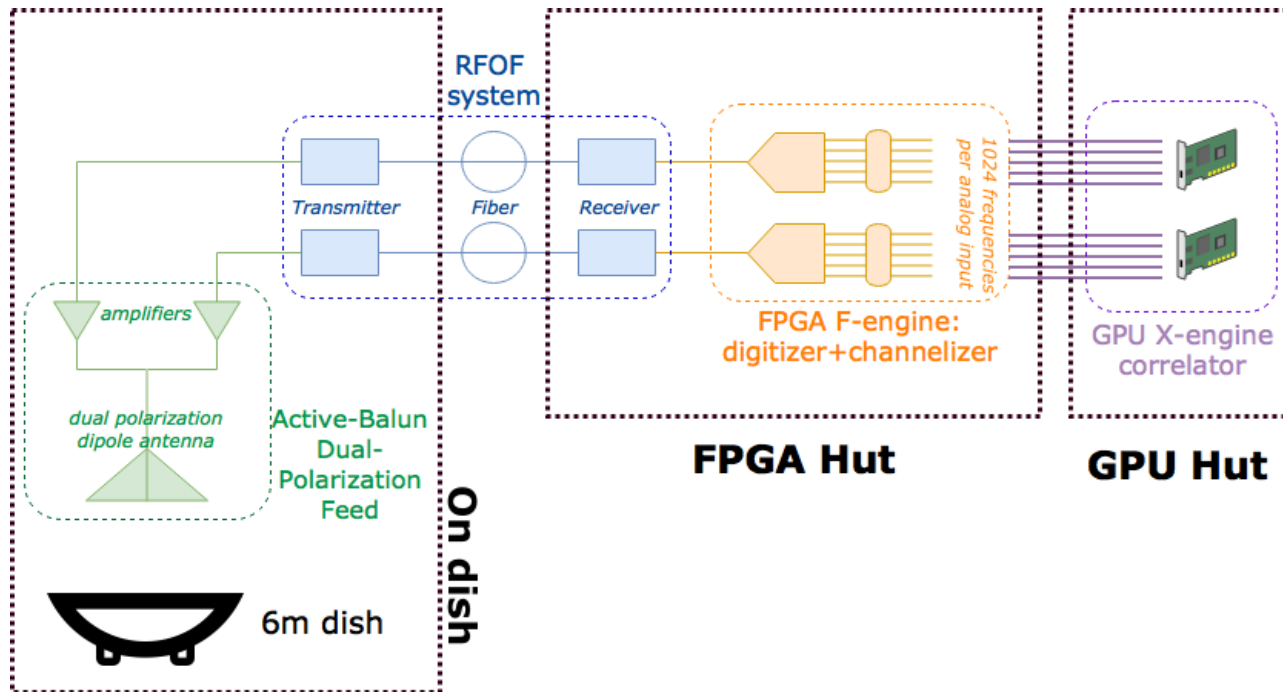 RFOF
system
Transmitter
Fiber
Receiver
1024 frequencies
per analog input
amplifiers
FPGA F-engine:
digitizer+channelizer
GPU X-engine
correlator
dual polarization
dipole antenna
Active-Balun
Dual-
Polarization
Feed
FPGA Hut
GPU Hut
On dish
6m dish